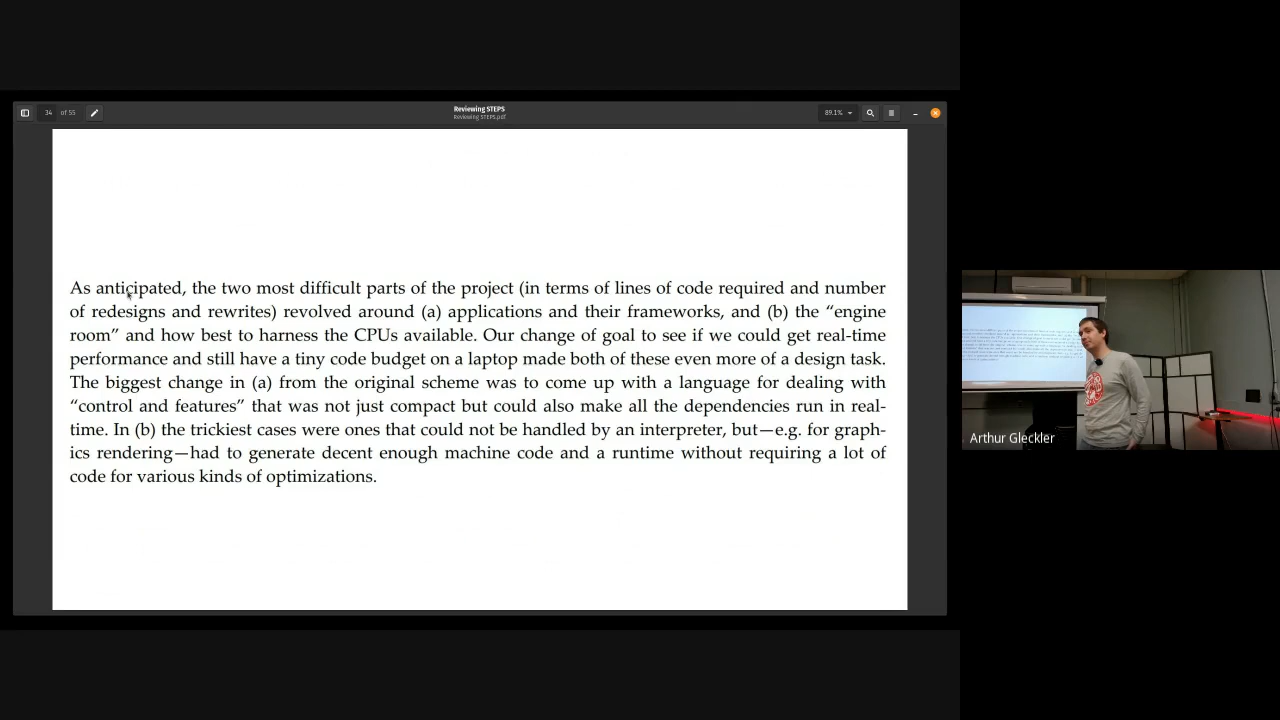 34 of 55
Reviewing STEPS
Reviewing STEPS.pdf
89.1%
As anticipated, the two most difficult parts of the project (in terms of lines of code required and number
of redesigns and rewrites) revolved around (a) applications and their frameworks, and (b) the “engine
room” and how best to harness the CPUs available. Our change of goal to see if we could get real-time
performance and still have a tiny code budget on a laptop made both of these even more of a design task.
The biggest change in (a) from the original scheme was to come up with a language for dealing with
“control and features” that was not just compact but could also make all the dependencies run in real-
time. In (b) the trickiest cases were ones that could not be handled by an interpreter, but—e.g. for graph-
ics rendering—had to generate decent enough machine code and a runtime without requiring a lot of
code for various kinds of optimizations.
Arthur Gleckler